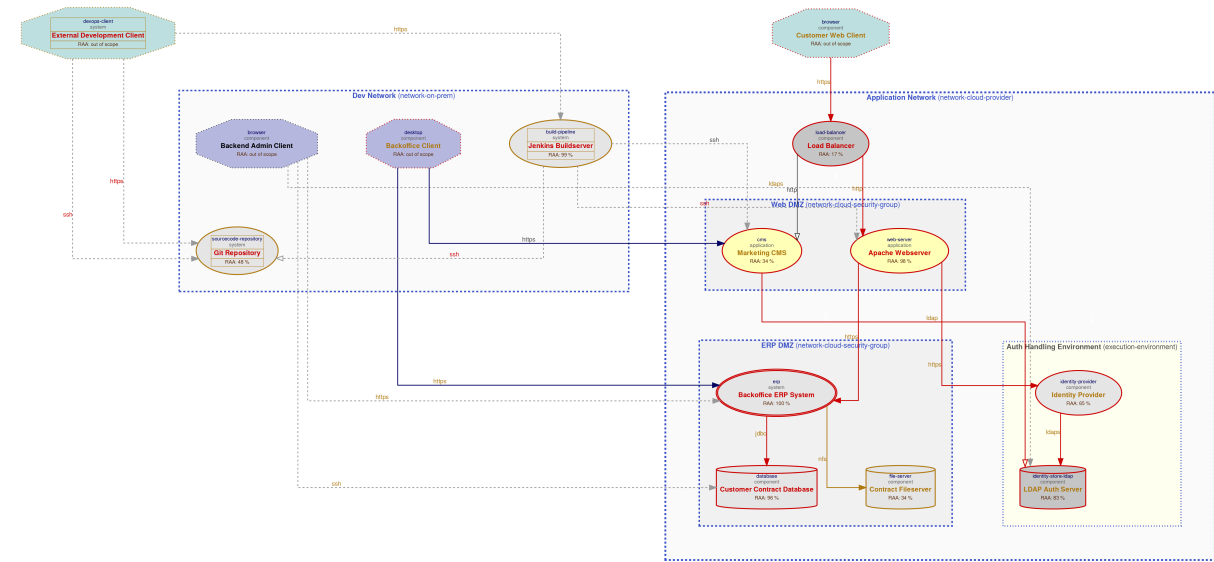 devops-client
system
External Development Client
RAA: out of scope
browser
component
Customer Web Client
RAA: out of scope
https
https
Dev Network (network-on-prem)
Application Network (network-cloud-provider)
browser
component
Backend Admin Client
RAA: out of scope
desktop
component
Backoffice Client
RAA: out of scope
build-pipeline
system
Jenkins Buildserver
RAA: 99 %
load-balancer
component
Load Balancer
RAA: 17 %
ssh
https
ldaps
http
http
ssh
Web DMZ (network-cloud-security-group)
ssh
sourcecode-repository
system
Git Repository
RAA: 48 %
https
ssh
cms
application
Marketing CMS
RAA: 34 %
web-server
application
Apache Webserver
RAA: 98 %
ldap
https
ERP DMZ (network-cloud-security-group)
Auth Handling Environment (execution-environment)
https
https
https
erp
system
Backoffice ERP System
RAA: 100 %
identity-provider
component
Identity Provider
RAA: 65 %
jdbc
ldaps
nfs
ssh
database
component
Customer Contract Database
RAA: 96 %
file-server
component
Contract Fileserver
RAA: 34 %
identity-store-ldap
component
LDAP Auth Server
RAA: 83 %